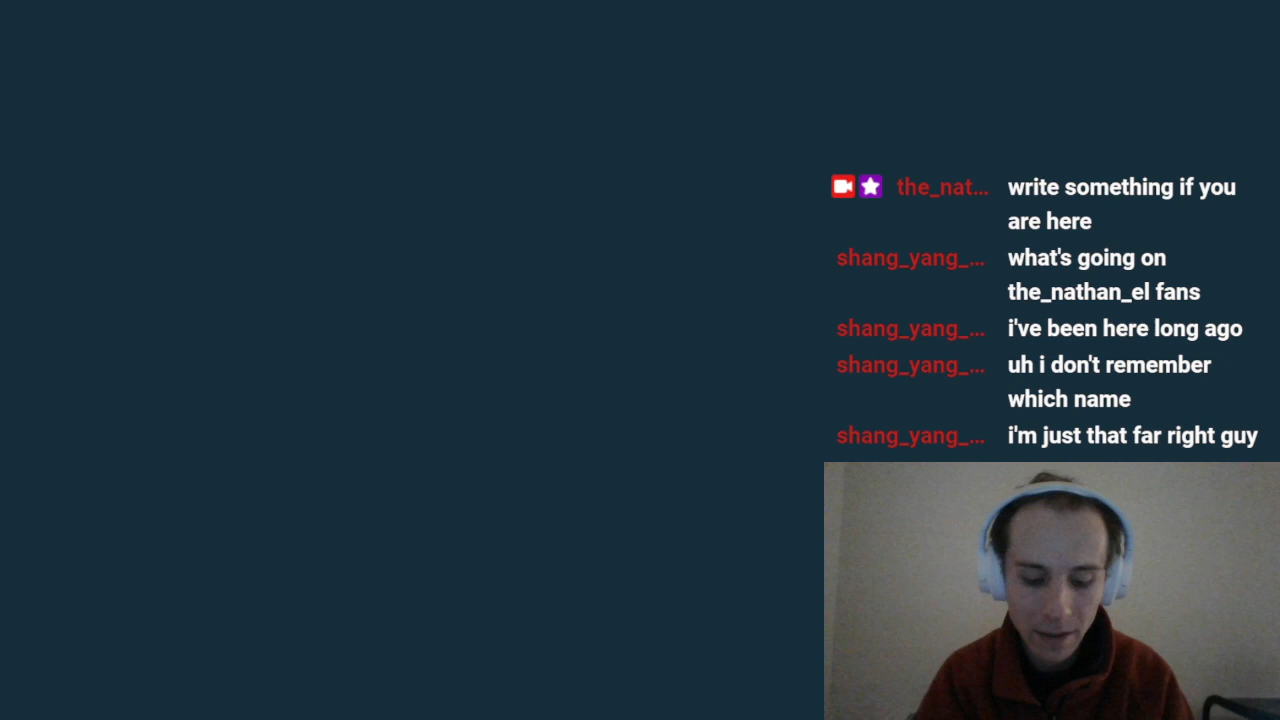 the_nat... write something if you
are here
shang_yang_... what's going on
the_nathan_el fans
shang_yang_... i've been here long ago
shang_yang_... uh i don't remember
which name
shang_yang_... i'm just that far right guy